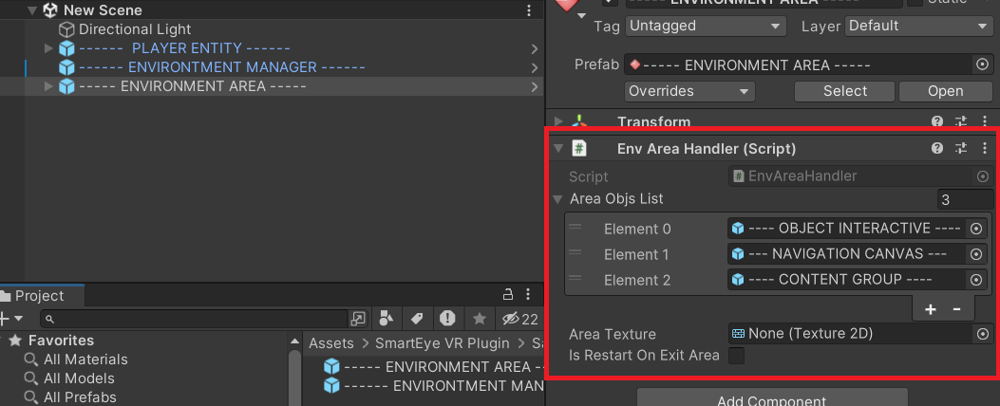 New Scene
Directional Light
------ PLAYER ENTITY ------
------ ENVIRONTMENT MANAGER ------
----- ENVIRONMENT AREA -----
Project
22
Favorites
All Materials
All Models
All Prefabs
Assets > SmartEye VR Plugin > Sa
----- ENVIRONMENT AREA --
------ ENVIRONTMENT MAN
----- ENVIRONMENT AREA -----
Static
Tag Untagged Layer Default
Prefab ----- ENVIRONMENT AREA -----
Overrides Select Open
Transform
Env Area Handler (Script)
Script # EnvAreaHandler
Area Objs List 3
Element 0 ---- OBJECT INTERACTIVE ----
Element 1 --- NAVIGATION CANVAS ---
Element 2 ---- CONTENT GROUP ----
+ -
Area Texture None (Texture 2D)
Is Restart On Exit Area
Add Component